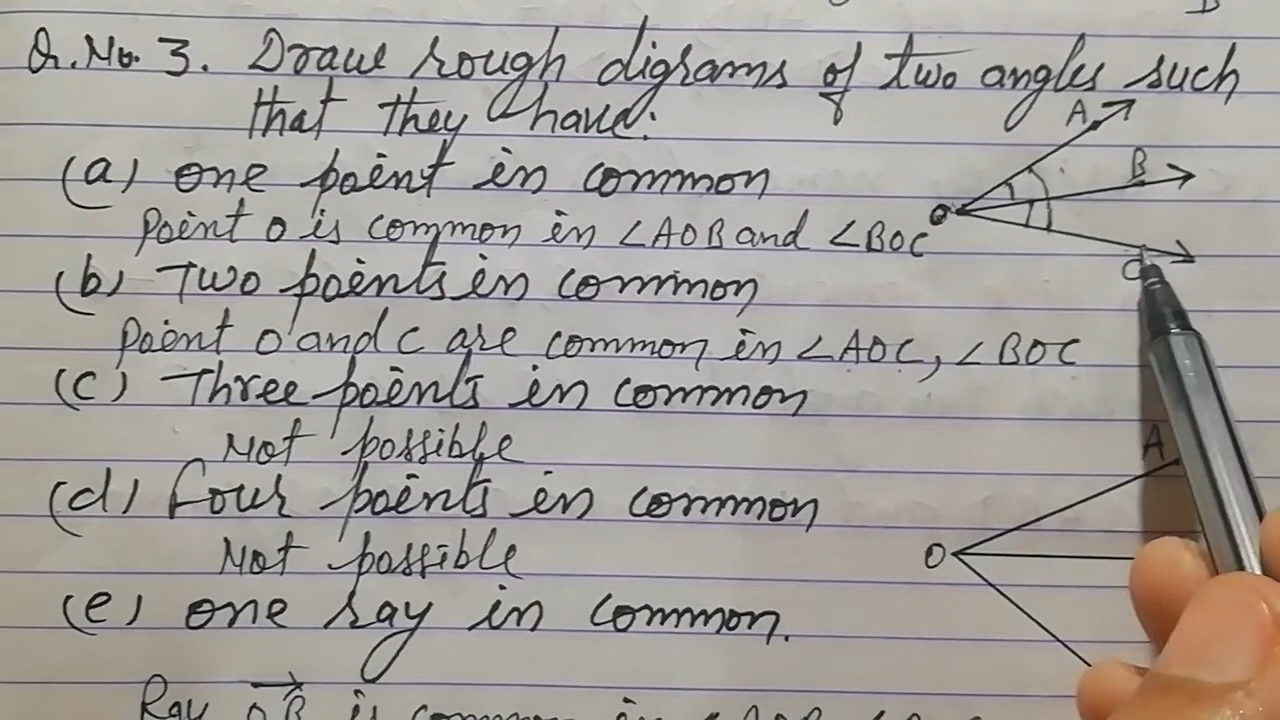 Q.No. 3. Draw rough digrams of two angles such
that they have:
(a) one point in common
Point O is common in ∠AOB and ∠BOC
(b) Two points in common
Point O and C are common in ∠AOC, ∠BOC
(c) Three points in common
Not possible
(d) Four points in common
Not possible
(e) one ray in common.
Ray
A
B
O
C
A
O